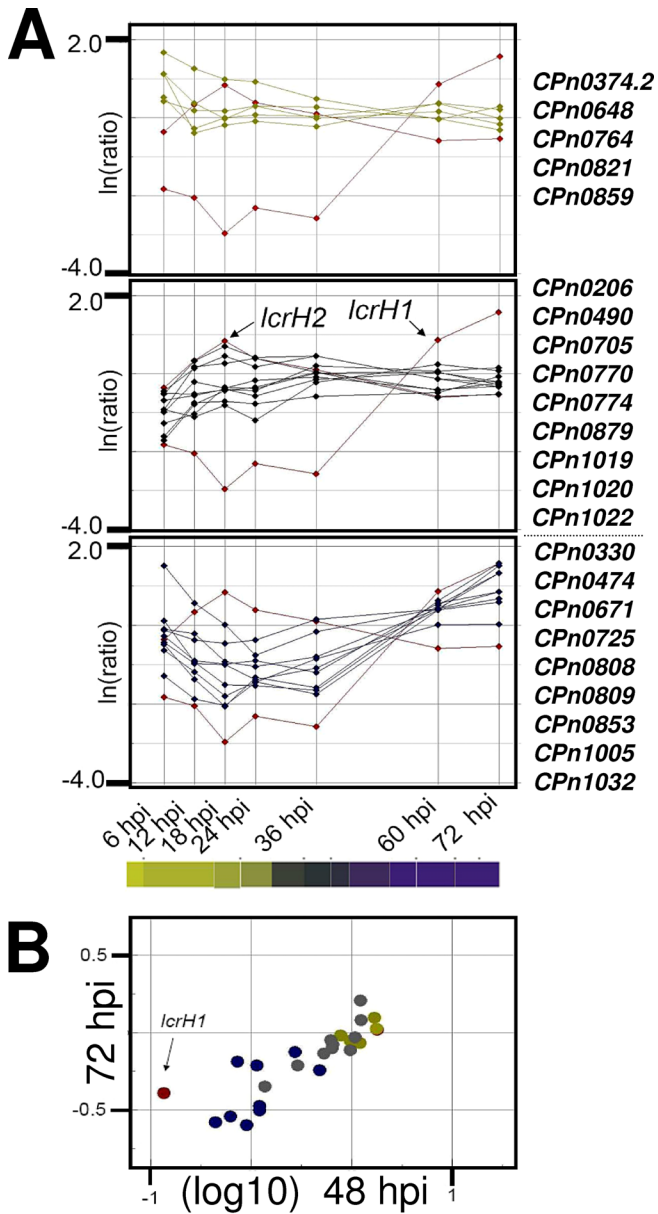 A
2.0
ln(ratio)
-4.0
CPn0374.2
CPn0648
CPn0764
CPn0821
CPn0859
2.0
ln(ratio)
-4.0
lcrH2
lcrH1
CPn0206
CPn0490
CPn0705
CPn0770
CPn0774
CPn0879
CPn1019
CPn1020
CPn1022
2.0
ln(ratio)
-4.0
CPn0330
CPn0474
CPn0671
CPn0725
CPn0808
CPn0809
CPn0853
CPn1005
CPn1032
6 hpi
12 hpi
18 hpi
24 hpi
36 hpi
60 hpi
72 hpi
B
0.5
72 hpi
-0.5
lcrH1
-1
(log10) 48 hpi
1